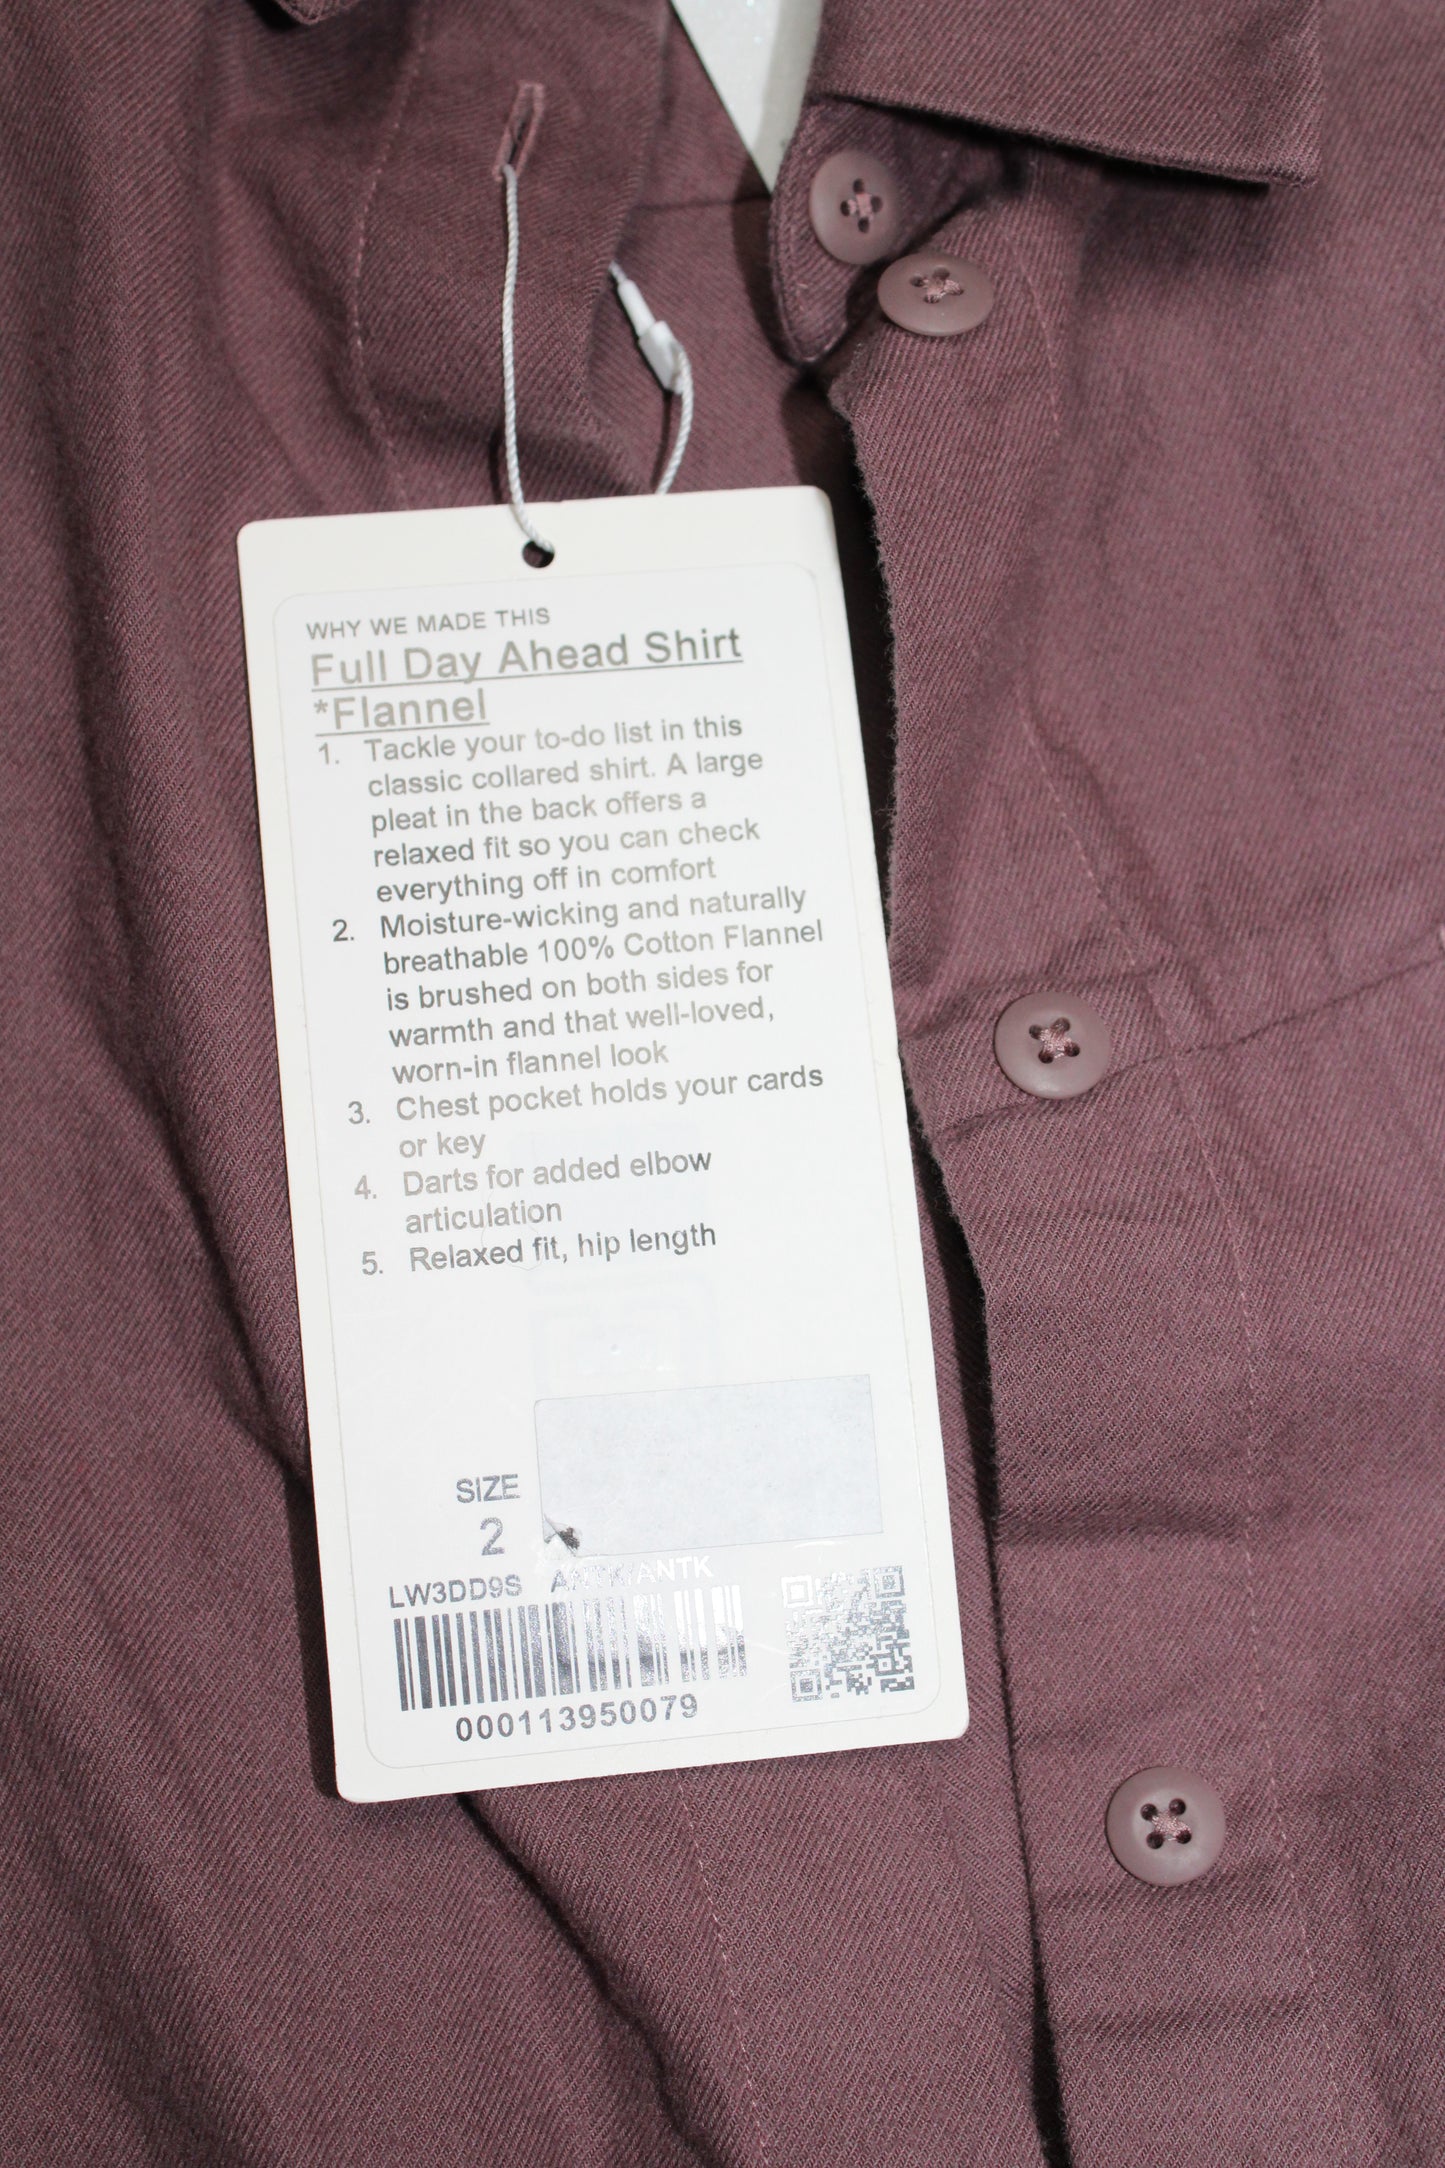 WHY WE MADE THIS
Full Day Ahead Shirt
*Flannel
1. Tackle your to-do list in this
classic collared shirt. A large
pleat in the back offers a
relaxed fit so you can check
everything off in comfort
2. Moisture-wicking and naturally
breathable 100% Cotton Flannel
is brushed on both sides for
warmth and that well-loved,
worn-in flannel look
3. Chest pocket holds your cards
or key
4. Darts for added elbow
articulation
5. Relaxed fit, hip length
SIZE
2
LW3DD9S ANTK/ANTK
000113950079